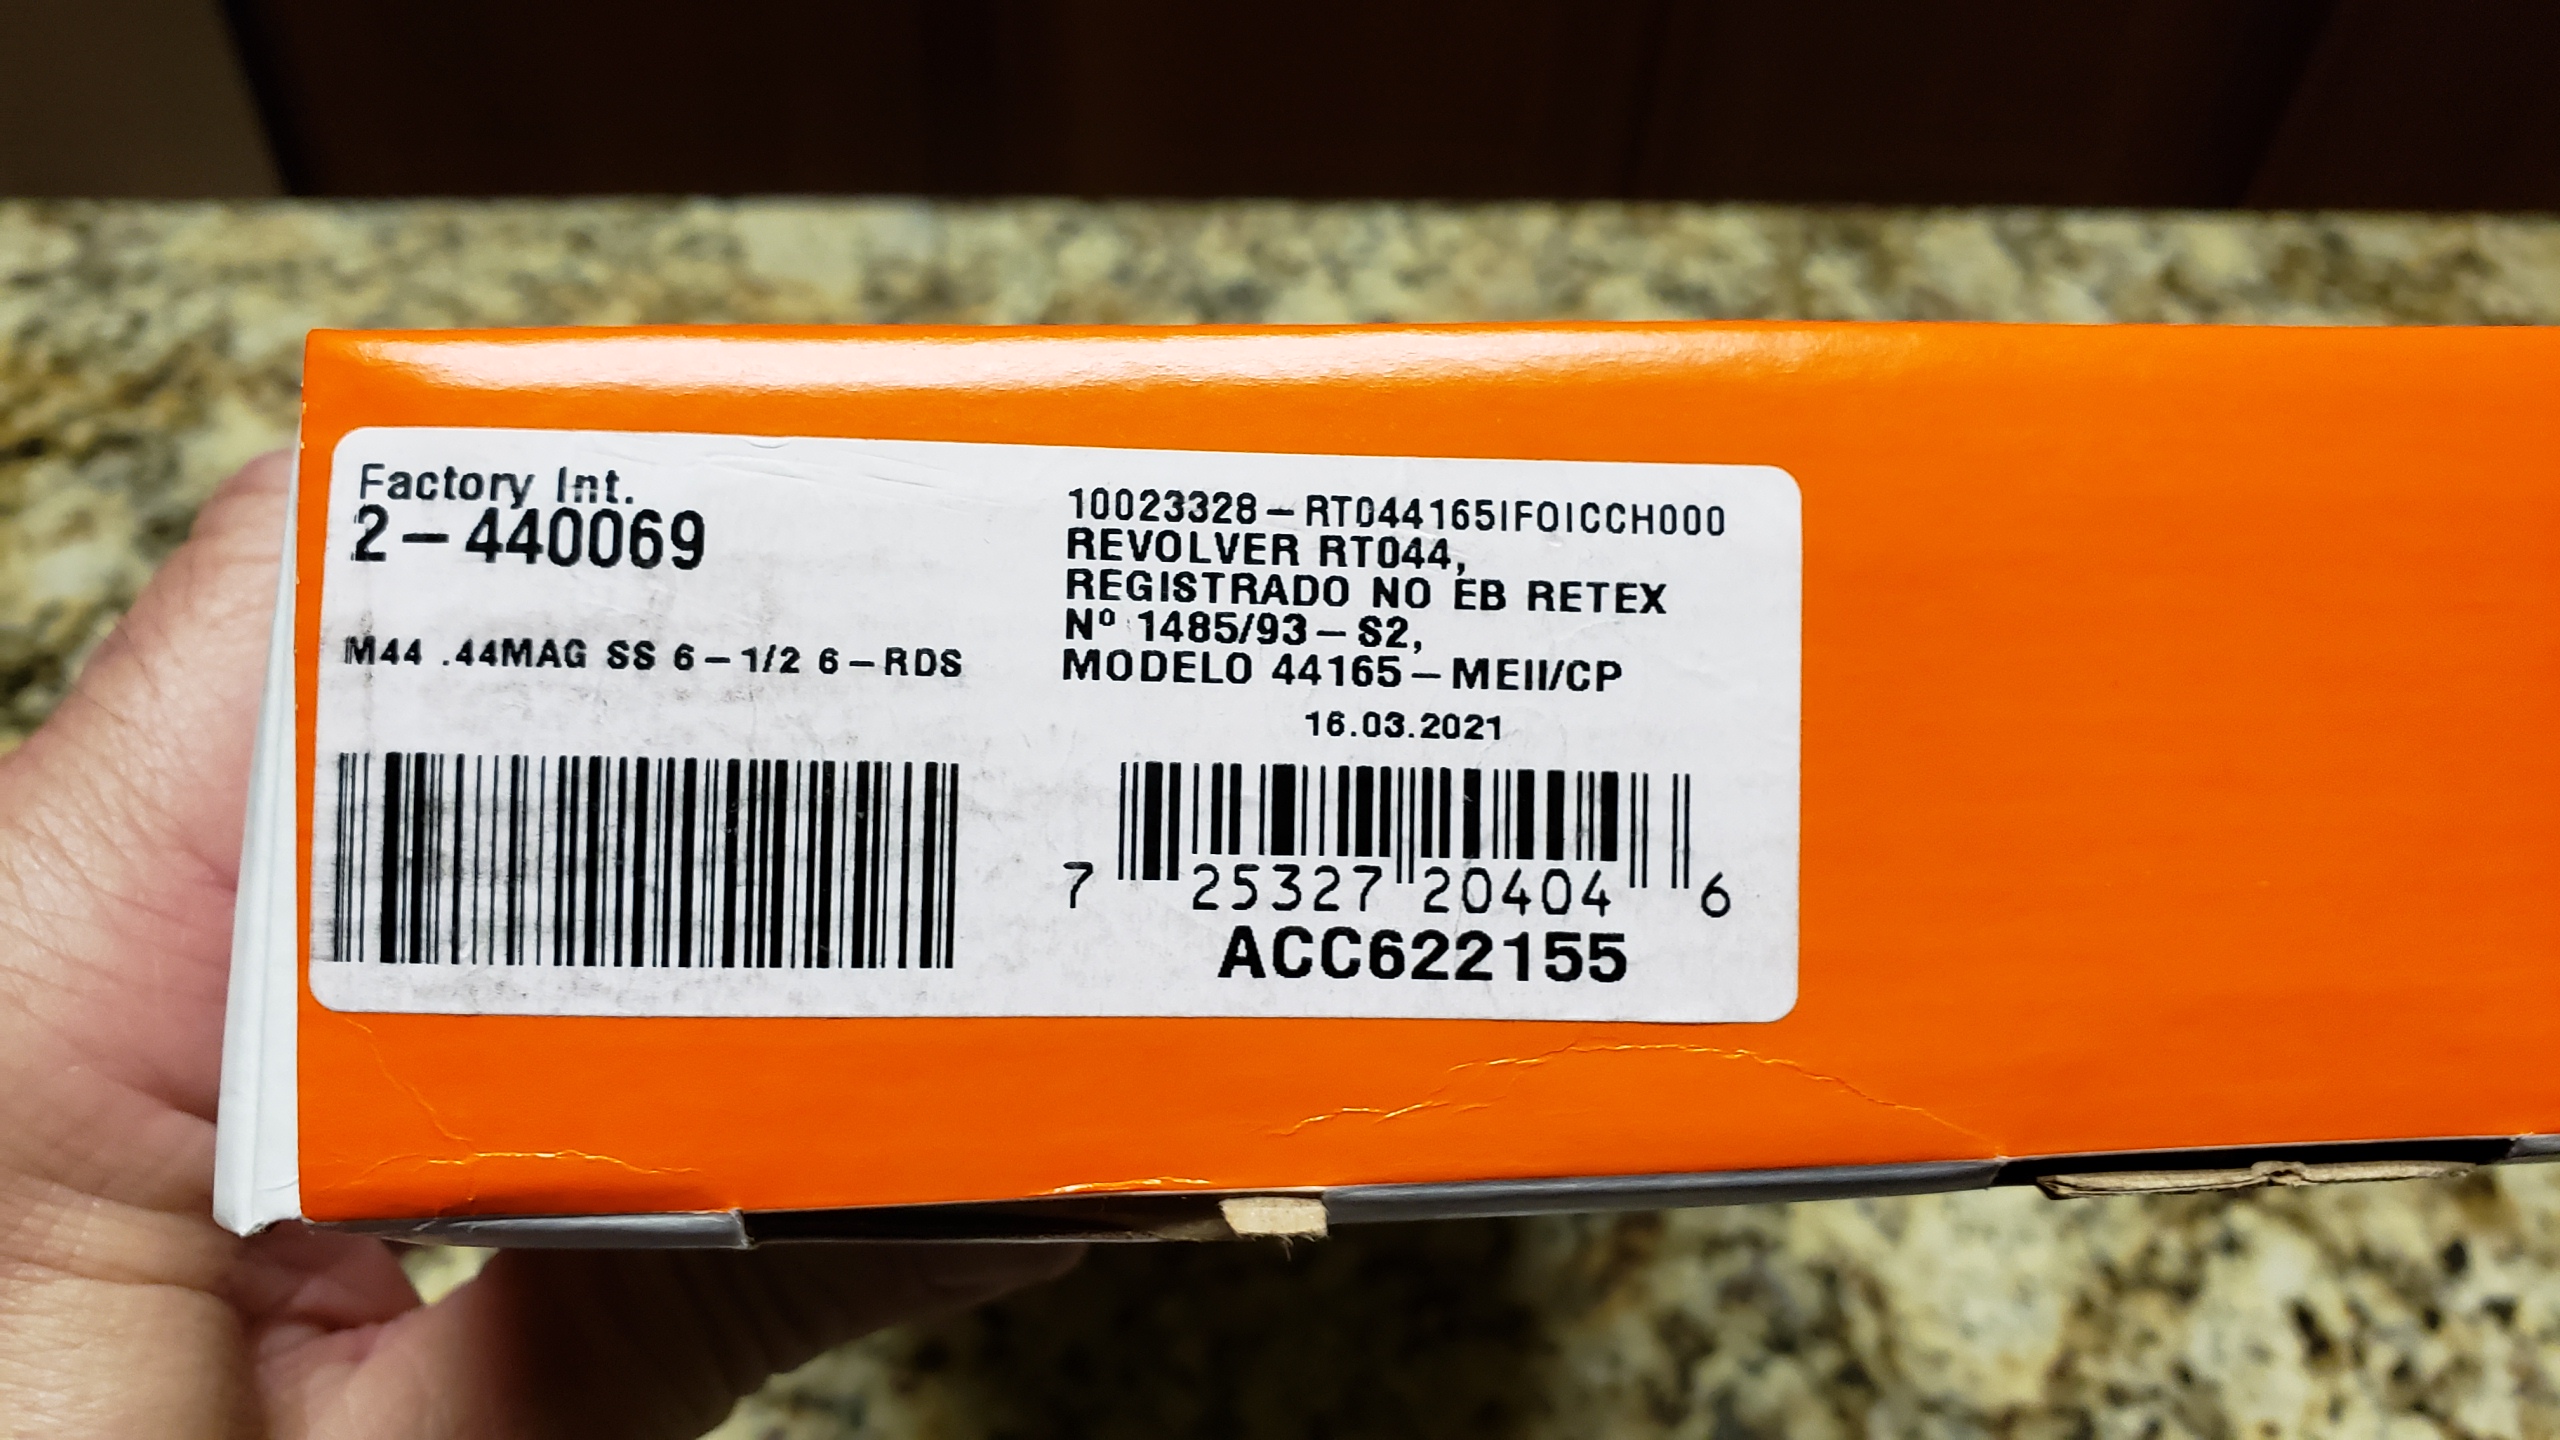 Factory Int.
2-440069
M44 .44MAG SS 6-1/2 6-RDS
10023328-RT044165IFOICCH000
REVOLVER RT044,
REGISTRADO NO EB RETEX
Nº 1485/93-S2,
MODELO 44165-MEII/CP
16.03.2021
7 25327 20404 6
ACC622155